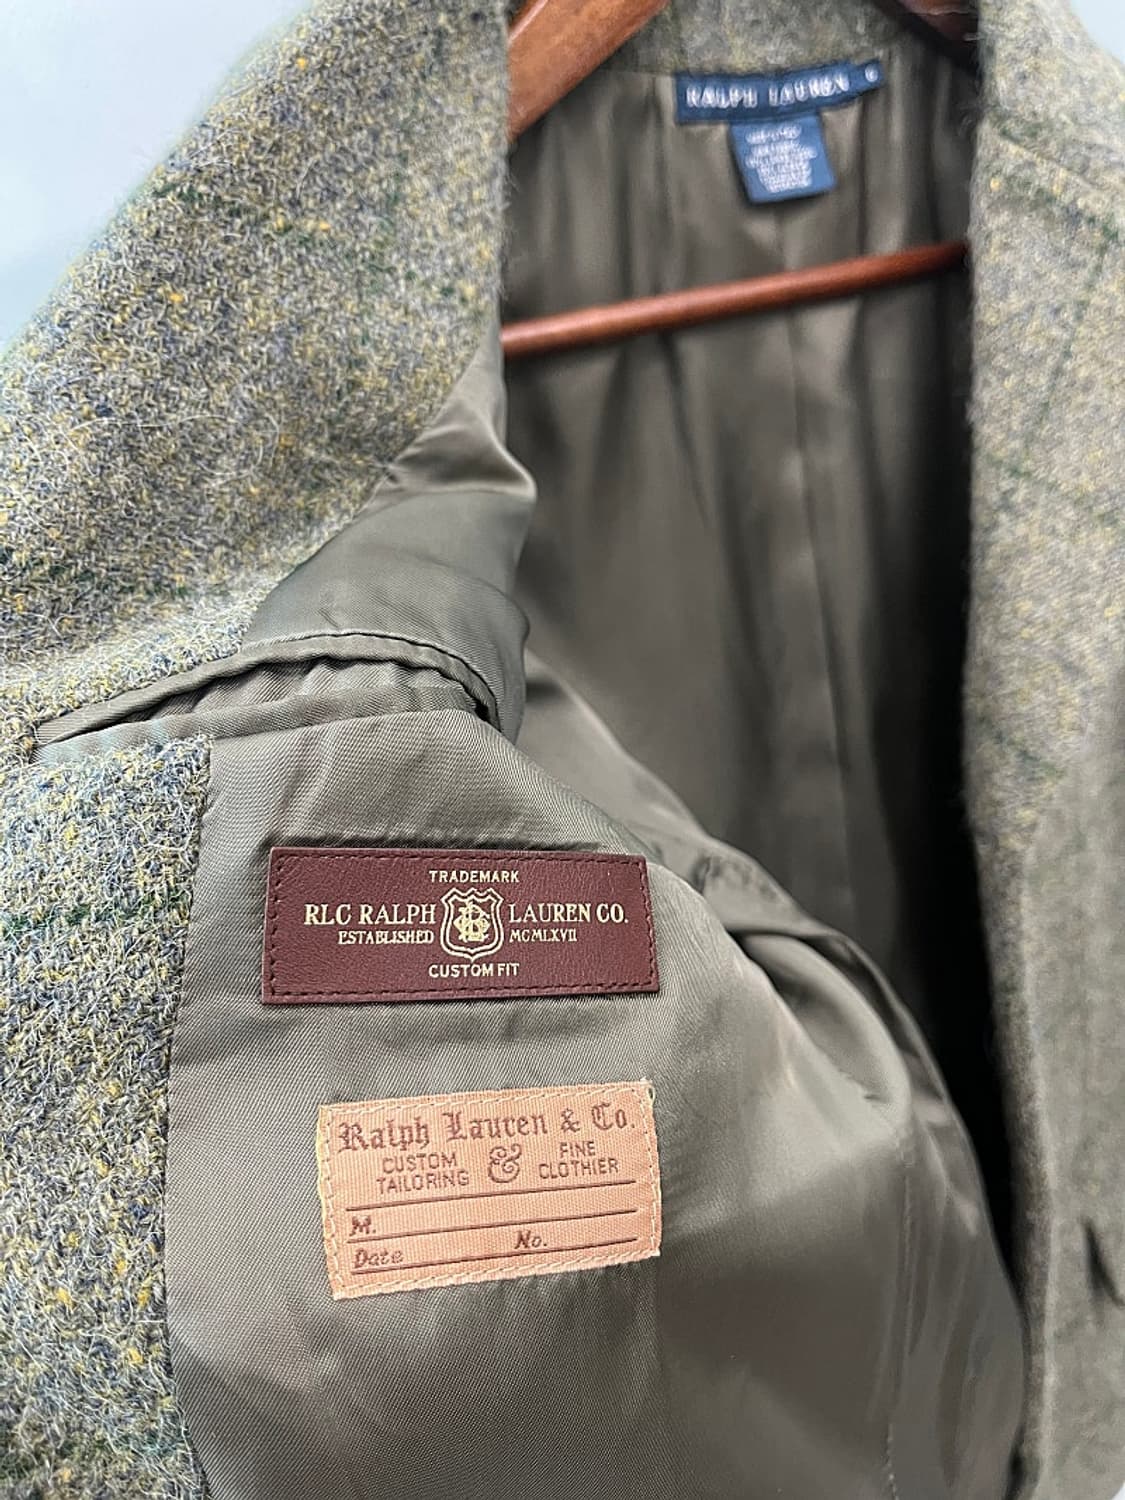 RALPH LAUREN
TRADEMARK
RLC RALPH LAUREN CO.
ESTABLISHED MCMLXVII
CUSTOM FIT
Ralph Lauren & Co.
CUSTOM TAILORING & FINE CLOTHIER
M.
Date No.